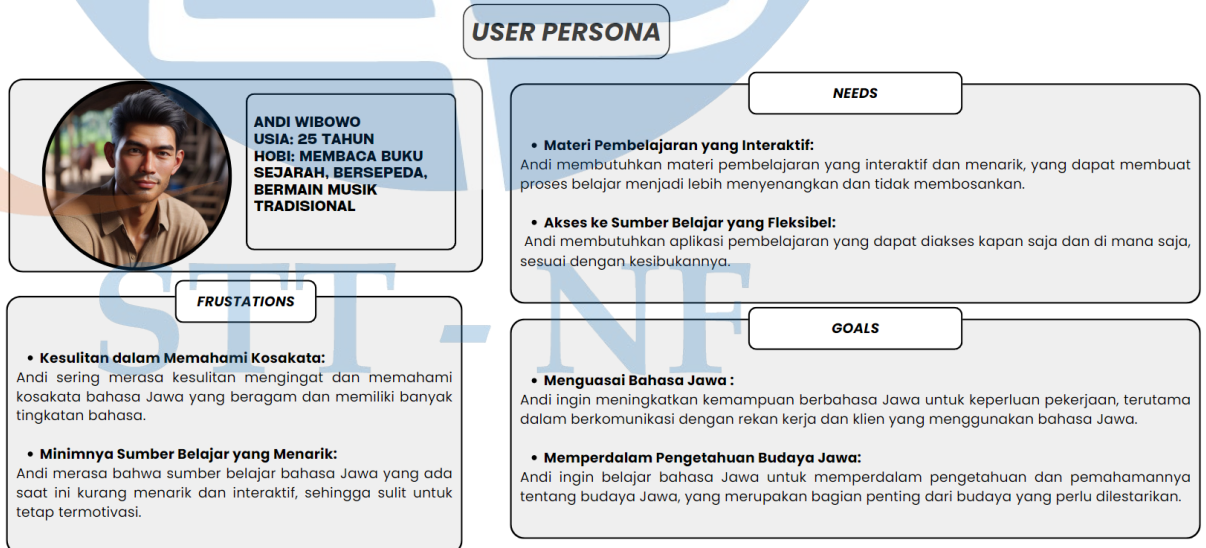 USER PERSONA
ANDI WIBOWO
USIA: 25 TAHUN
HOBI: MEMBACA BUKU
SEJARAH, BERSEPEDA,
BERMAIN MUSIK
TRADISIONAL
FRUSTATIONS
• Kesulitan dalam Memahami Kosakata:
Andi sering merasa kesulitan mengingat dan memahami
kosakata bahasa Jawa yang beragam dan memiliki banyak
tingkatan bahasa.
• Minimnya Sumber Belajar yang Menarik:
Andi merasa bahwa sumber belajar bahasa Jawa yang ada
saat ini kurang menarik dan interaktif, sehingga sulit untuk
tetap termotivasi.
NEEDS
• Materi Pembelajaran yang Interaktif:
Andi membutuhkan materi pembelajaran yang interaktif dan menarik, yang dapat membuat
proses belajar menjadi lebih menyenangkan dan tidak membosankan.
• Akses ke Sumber Belajar yang Fleksibel:
Andi membutuhkan aplikasi pembelajaran yang dapat diakses kapan saja dan di mana saja,
sesuai dengan kesibukannya.
GOALS
• Menguasai Bahasa Jawa :
Andi ingin meningkatkan kemampuan berbahasa Jawa untuk keperluan pekerjaan, terutama
dalam berkomunikasi dengan rekan kerja dan klien yang menggunakan bahasa Jawa.
• Memperdalam Pengetahuan Budaya Jawa:
Andi ingin belajar bahasa Jawa untuk memperdalam pengetahuan dan pemahamannya
tentang budaya Jawa, yang merupakan bagian penting dari budaya yang perlu dilestarikan.
STT - NF